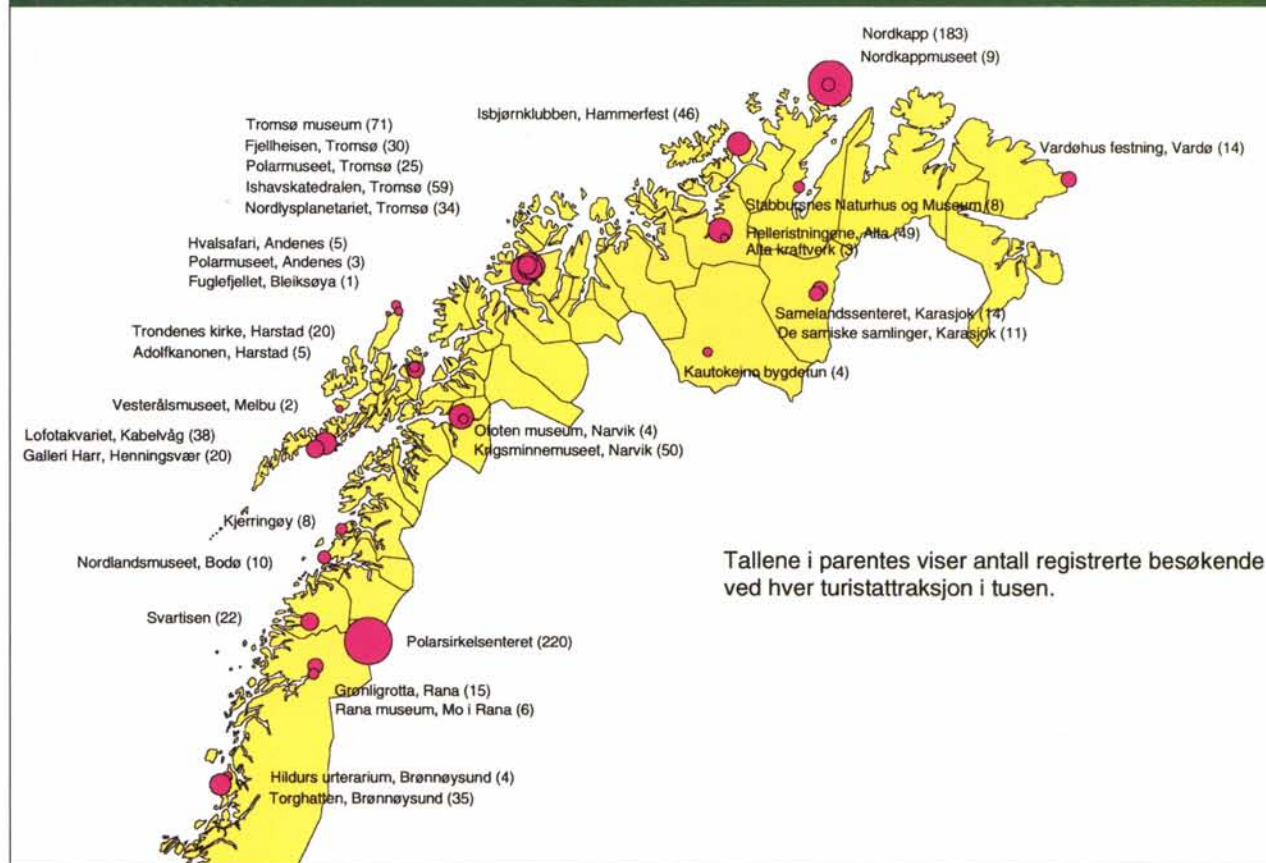 Nordkapp (183)
Nordkappmuseet (9)
Isbjørnklubben, Hammerfest (46)
Tromsø museum (71)
Fjellheisen, Tromsø (30)
Polarmuseet, Tromsø (25)
Ishavskatedralen, Tromsø (59)
Nordlysplanetariet, Tromsø (34)
Vardøhus festning, Vardø (14)
Stabbursnes Naturhus og Museum (8)
Helleristningene, Alta (49)
Alta kraftverk (3)
Hvalsafari, Andenes (5)
Polarmuseet, Andenes (3)
Fuglefjellet, Bleiksøya (1)
Samelandssenteret, Karasjok (14)
De samiske samlinger, Karasjok (11)
Trondenes kirke, Harstad (20)
Adolfkanonen, Harstad (5)
Kautokeino bygdetun (4)
Vesterålsmuseet, Melbu (2)
Lofotakvariet, Kabelvåg (38)
Galleri Harr, Henningsvær (20)
Ofoten museum, Narvik (4)
Krigsminnemuseet, Narvik (50)
Kjerringøy (8)
Nordlandsmuseet, Bodø (10)
Tallene i parentes viser antall registrerte besøkende
ved hver turistattraksjon i tusen.
Svartisen (22)
Polarsirkelsenteret (220)
Grønligrotta, Rana (15)
Rana museum, Mo i Rana (6)
Hildurs urterarium, Brønnøysund (4)
Torghatten, Brønnøysund (35)